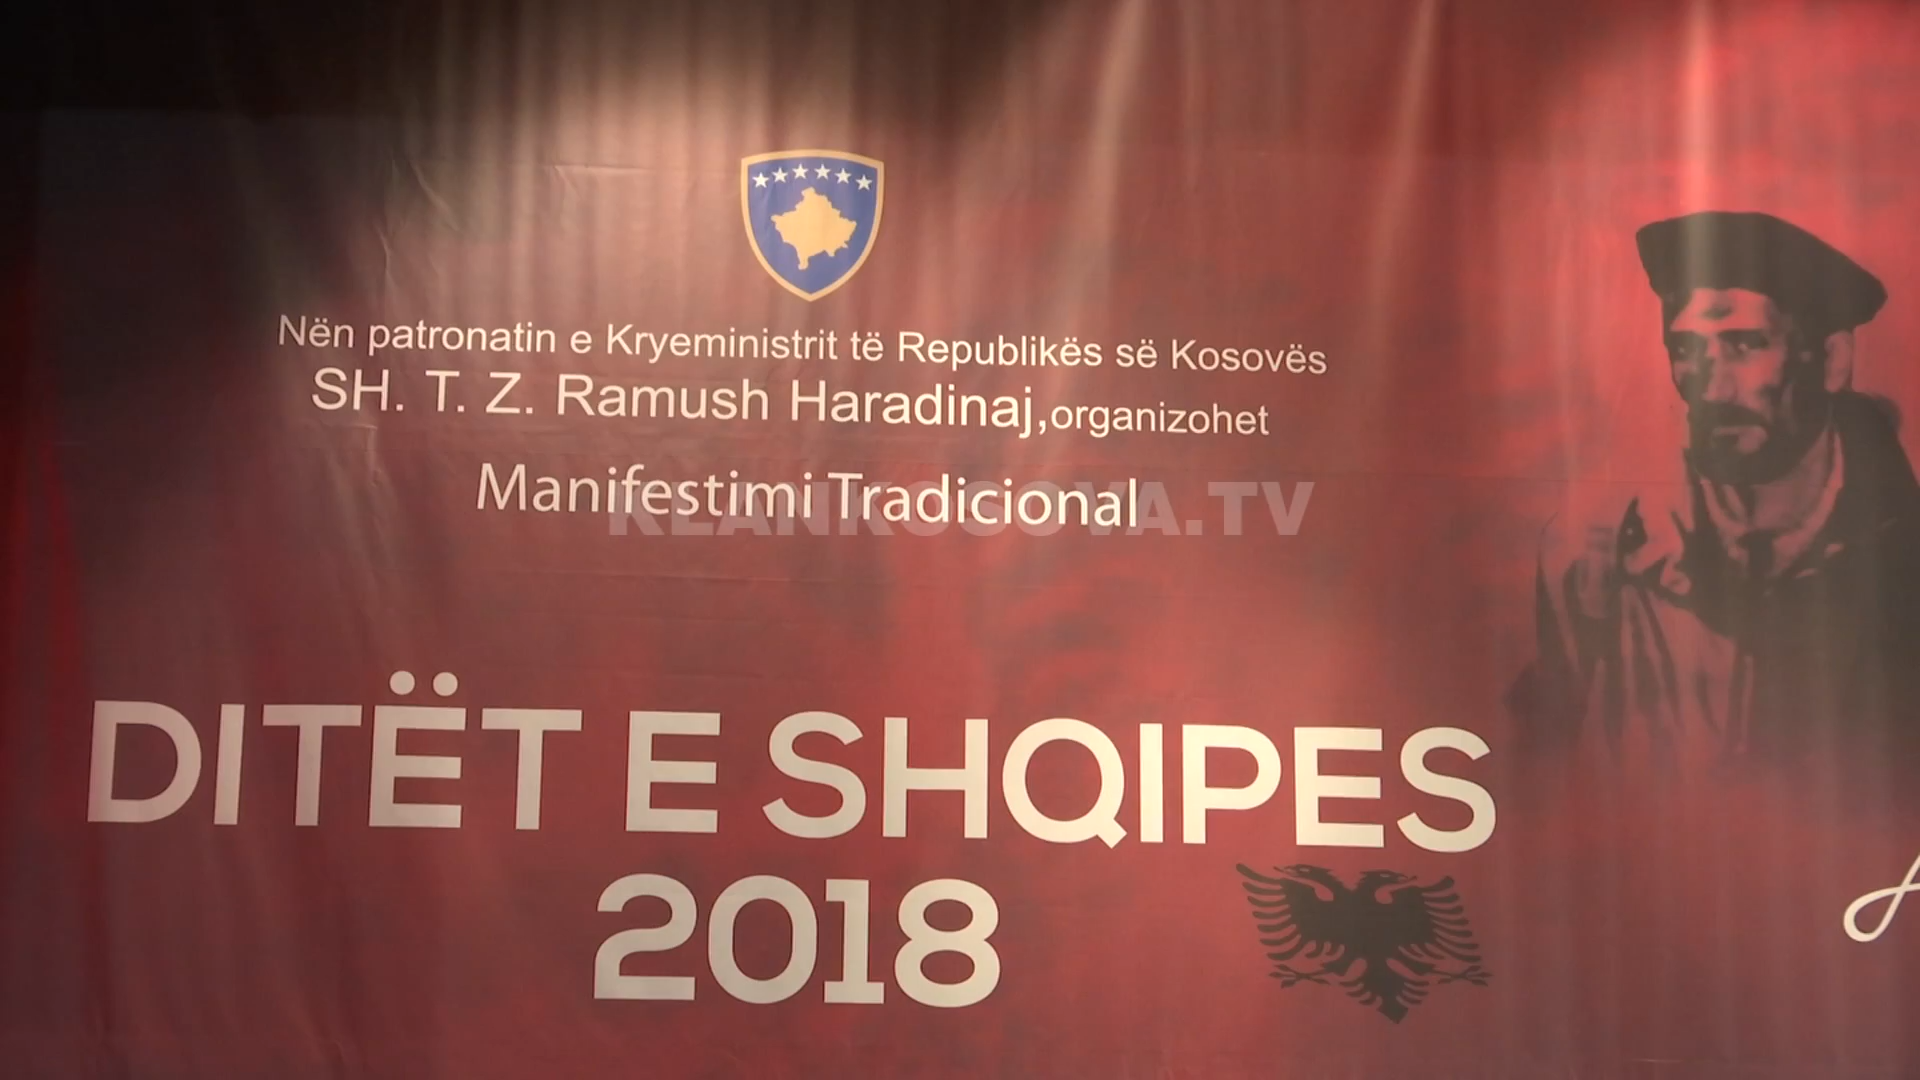 Nën patronatin e Kryeministrit të Republikës së Kosovës
SH. T. Z. Ramush Haradinaj,organizohet
Manifestimi Tradicional
KLANKOSOVA.TV
DITËT E SHQIPES
2018